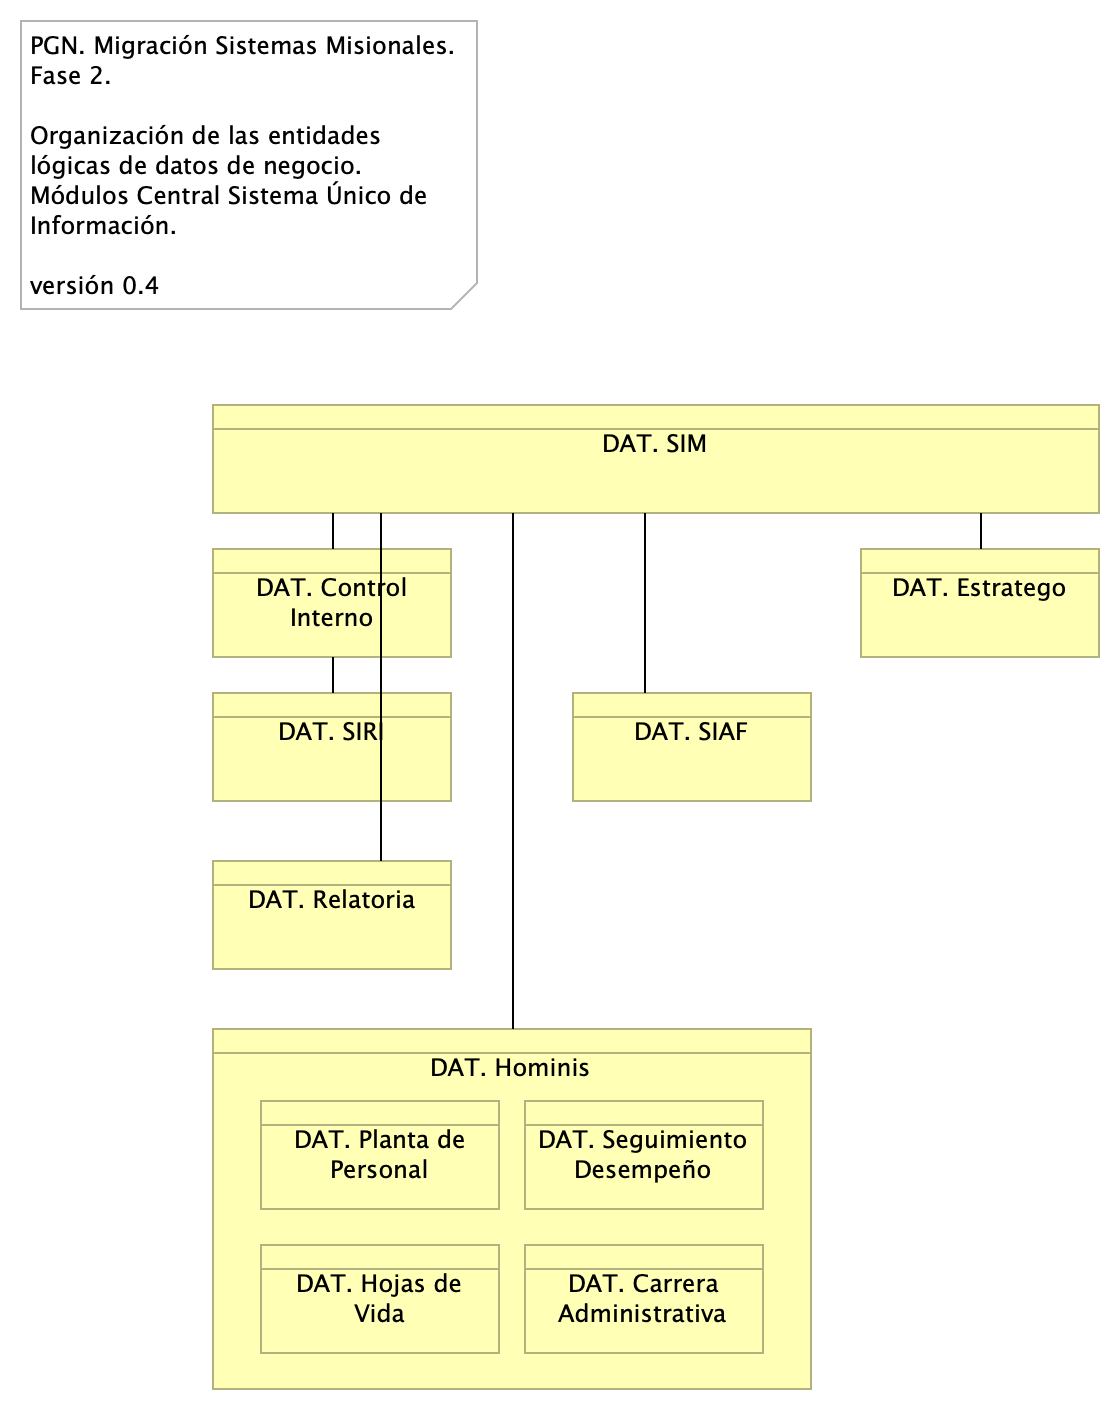 PGN. Migración Sistemas Misionales.
Fase 2.
Organización de las entidades
lógicas de datos de negocio.
Módulos Central Sistema Único de
Información.
versión 0.4
DAT. SIM
DAT. Control
Interno
DAT. Estratego
DAT. SIRI
DAT. SIAF
DAT. Relatoria
DAT. Hominis
DAT. Planta de
Personal
DAT. Seguimiento
Desempeño
DAT. Hojas de
Vida
DAT. Carrera
Administrativa